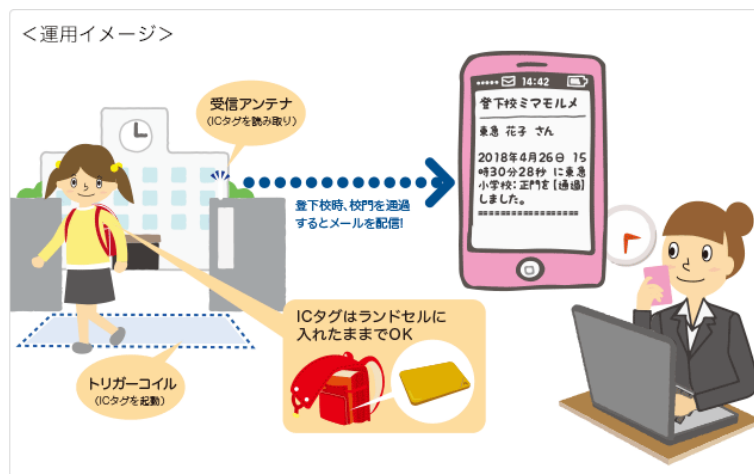 ＜運用イメージ＞
受信アンテナ
（ICタグを読み取り）
登下校時、校門を通過
するとメールを配信!
14:42
登下校ミマモルメ
東急 花子 さん
2018年4月26日 15
時30分28秒 に東急
小学校：正門を【通過】
しました。
==================
ICタグはランドセルに
入れたままでOK
トリガーコイル
（ICタグを起動）